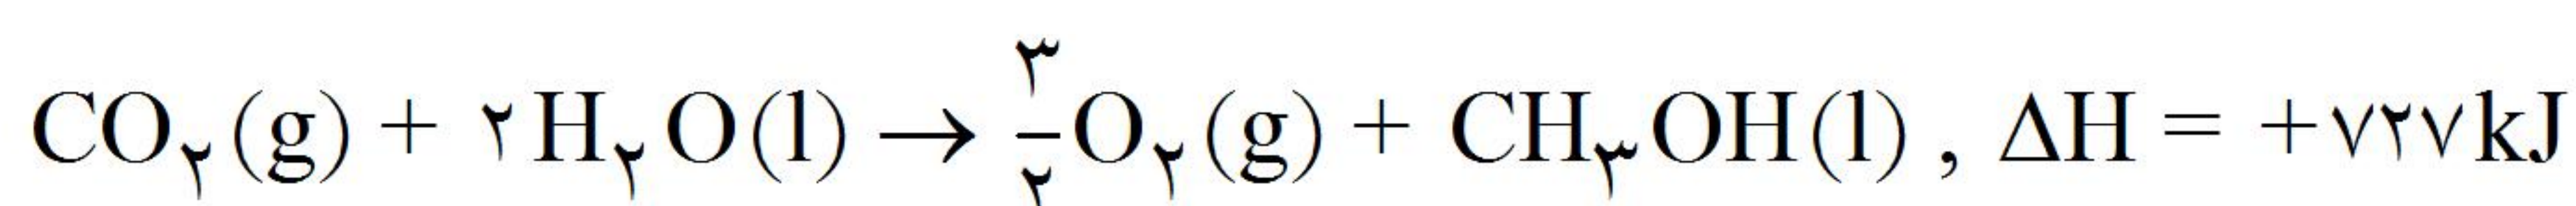 CO۲(g) + ۲H۲O(l) → ۳/۲O۲(g) + CH۳OH(l) , ΔH = +۷۲۷kJ